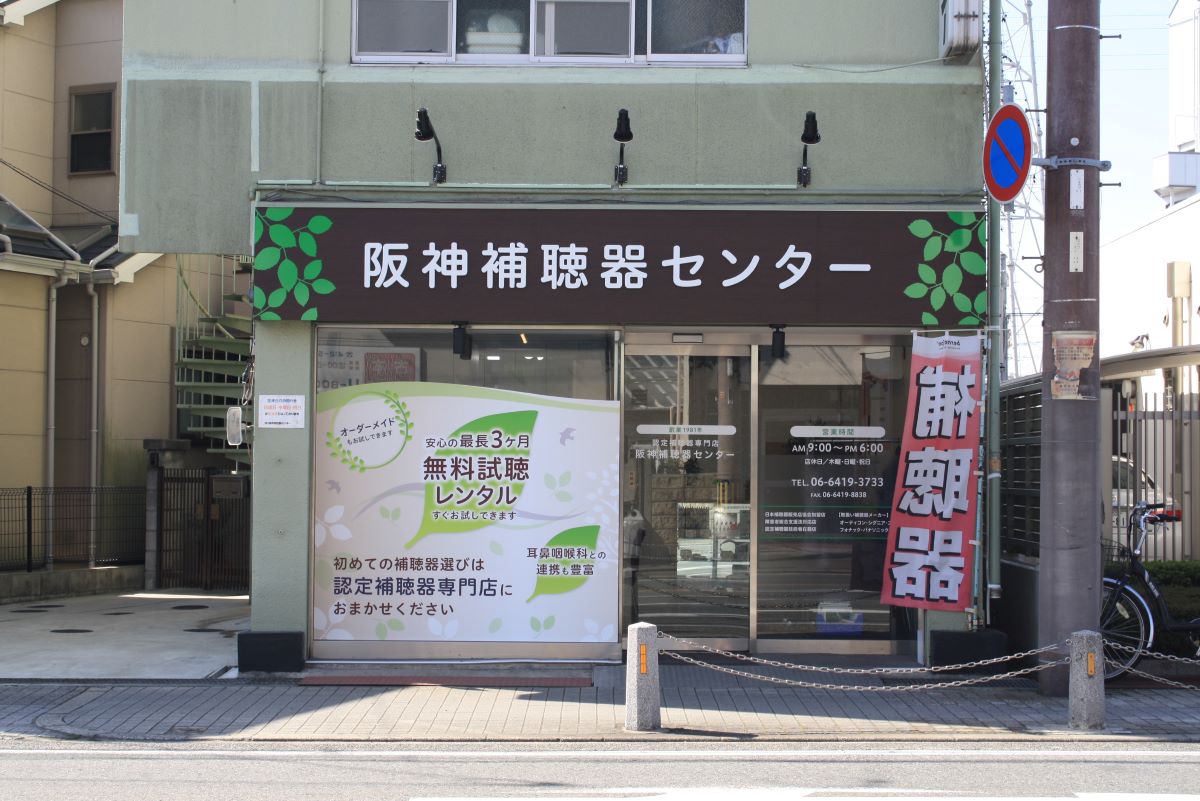 阪神補聴器センター
オーダーメイド
もお試しできます
安心の最長3ヶ月
無料試聴
レンタル
すぐお試しできます
耳鼻咽喉科との
連携も豊富
初めての補聴器選びは
認定補聴器専門店に
おまかせください
創業1981年
認定補聴器専門店
阪神補聴器センター
営業時間
AM 9:00〜PM 6:00
店休日/木曜・日曜・祝日
TEL. 06-6419-3733
FAX. 06-6419-8838
補聴器